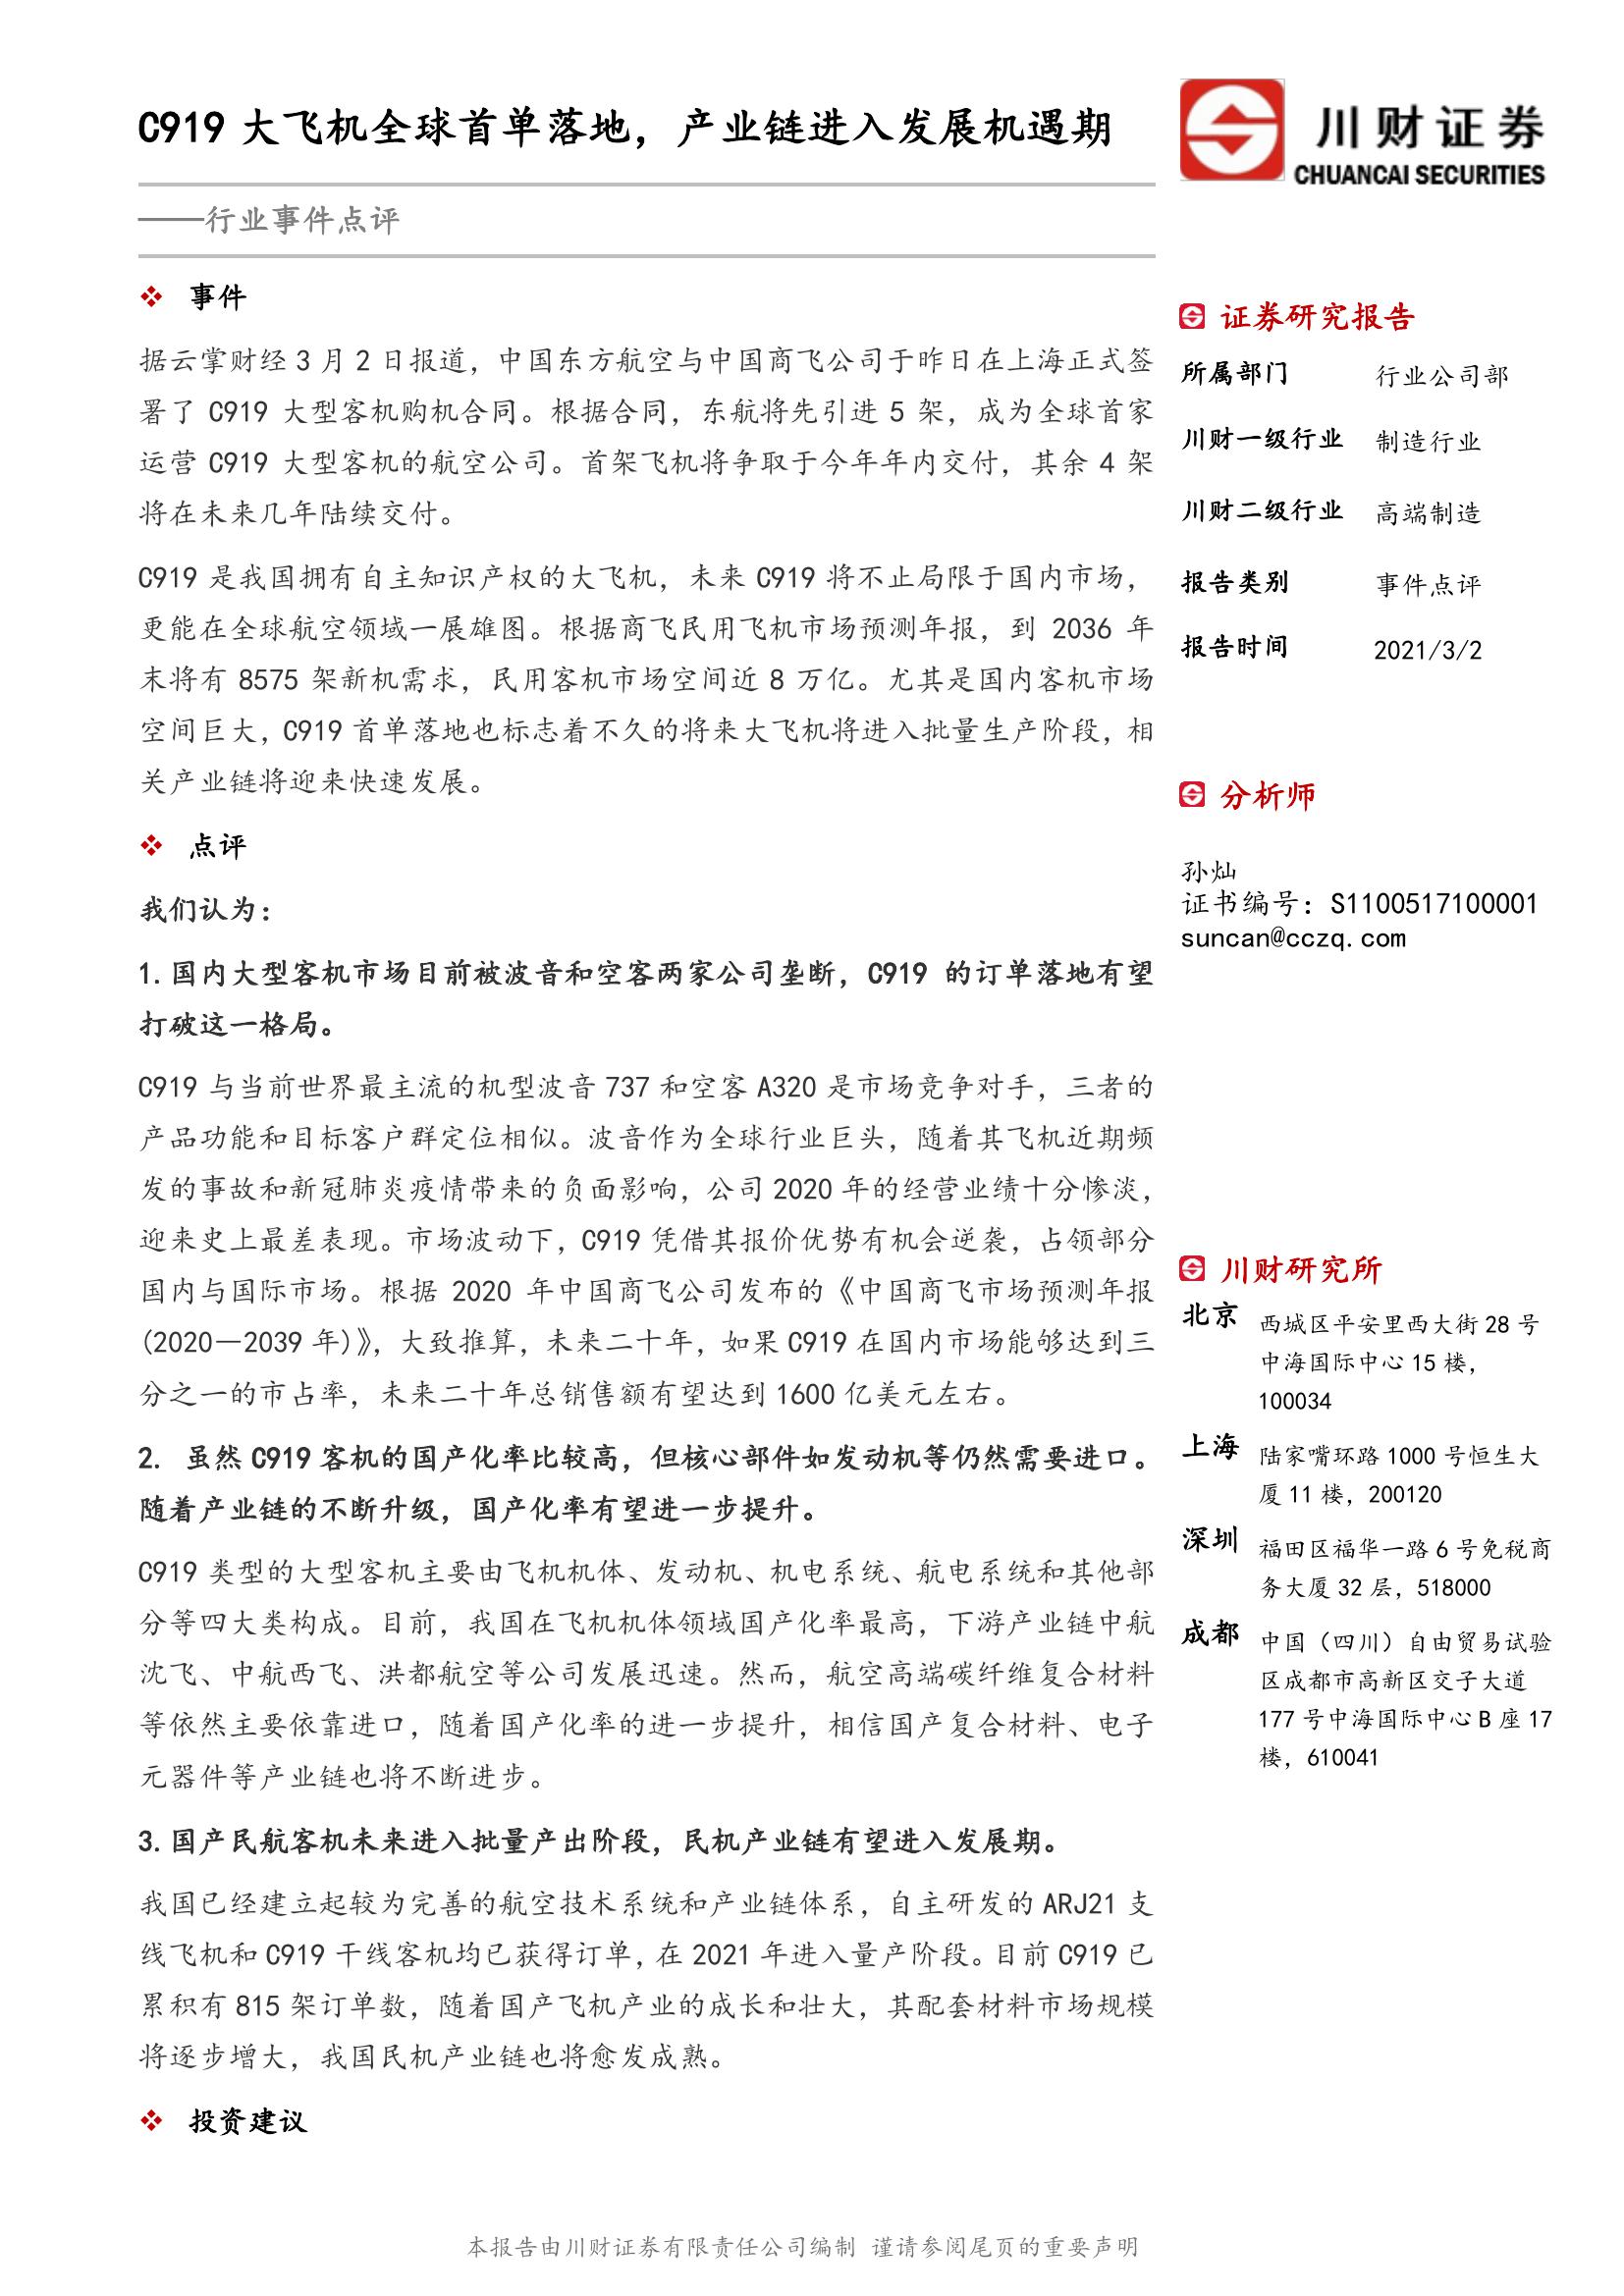 C919 大飞机全球首单落地，产业链进入发展机遇期
川财证券
CHUANCAI SECURITIES
——行业事件点评
事件
据云掌财经 3 月 2 日报道，中国东方航空与中国商飞公司于昨日在上海正式签
署了 C919 大型客机购机合同。根据合同，东航将先引进 5 架，成为全球首家
运营 C919 大型客机的航空公司。首架飞机将争取于今年年内交付，其余 4 架
将在未来几年陆续交付。
C919 是我国拥有自主知识产权的大飞机，未来 C919 将不止局限于国内市场，
更能在全球航空领域一展雄图。根据商飞民用飞机市场预测年报，到 2036 年
末将有 8575 架新机需求，民用客机市场空间近 8 万亿。尤其是国内客机市场
空间巨大，C919 首单落地也标志着不久的将来大飞机将进入批量生产阶段，相
关产业链将迎来快速发展。
点评
我们认为：
1.国内大型客机市场目前被波音和空客两家公司垄断，C919 的订单落地有望
打破这一格局。
C919 与当前世界最主流的机型波音 737 和空客 A320 是市场竞争对手，三者的
产品功能和目标客户群定位相似。波音作为全球行业巨头，随着其飞机近期频
发的事故和新冠肺炎疫情带来的负面影响，公司 2020 年的经营业绩十分惨淡，
迎来史上最差表现。市场波动下，C919 凭借其报价优势有机会逆袭，占领部分
国内与国际市场。根据 2020 年中国商飞公司发布的《中国商飞市场预测年报
(2020—2039 年)》，大致推算，未来二十年，如果 C919 在国内市场能够达到三
分之一的市占率，未来二十年总销售额有望达到 1600 亿美元左右。
2. 虽然 C919 客机的国产化率比较高，但核心部件如发动机等仍然需要进口。
随着产业链的不断升级，国产化率有望进一步提升。
C919 类型的大型客机主要由飞机机体、发动机、机电系统、航电系统和其他部
分等四大类构成。目前，我国在飞机机体领域国产化率最高，下游产业链中航
沈飞、中航西飞、洪都航空等公司发展迅速。然而，航空高端碳纤维复合材料
等依然主要依靠进口，随着国产化率的进一步提升，相信国产复合材料、电子
元器件等产业链也将不断进步。
3.国产民航客机未来进入批量产出阶段，民机产业链有望进入发展期。
我国已经建立起较为完善的航空技术系统和产业链体系，自主研发的 ARJ21 支
线飞机和 C919 干线客机均已获得订单，在 2021 年进入量产阶段。目前 C919 已
累积有 815 架订单数，随着国产飞机产业的成长和壮大，其配套材料市场规模
将逐步增大，我国民机产业链也将愈发成熟。
投资建议
证券研究报告
所属部门 行业公司部
川财一级行业 制造行业
川财二级行业 高端制造
报告类别 事件点评
报告时间 2021/3/2
分析师
孙灿
证书编号：S1100517100001
suncan@cczq.com
川财研究所
北京 西城区平安里西大街 28 号
中海国际中心 15 楼，
100034
上海 陆家嘴环路 1000 号恒生大
厦 11 楼，200120
深圳 福田区福华一路 6 号免税商
务大厦 32 层，518000
成都 中国（四川）自由贸易试验
区成都市高新区交子大道
177 号中海国际中心 B 座 17
楼，610041
本报告由川财证券有限责任公司编制 谨请参阅尾页的重要声明